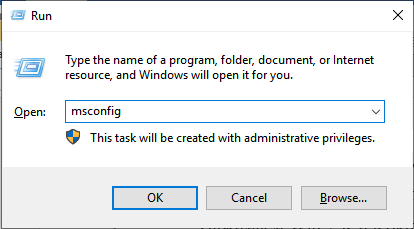 Run
Type the name of a program, folder, document, or Internet
resource, and Windows will open it for you.
Open:
msconfig
This task will be created with administrative privileges.
OK
Cancel
Browse...